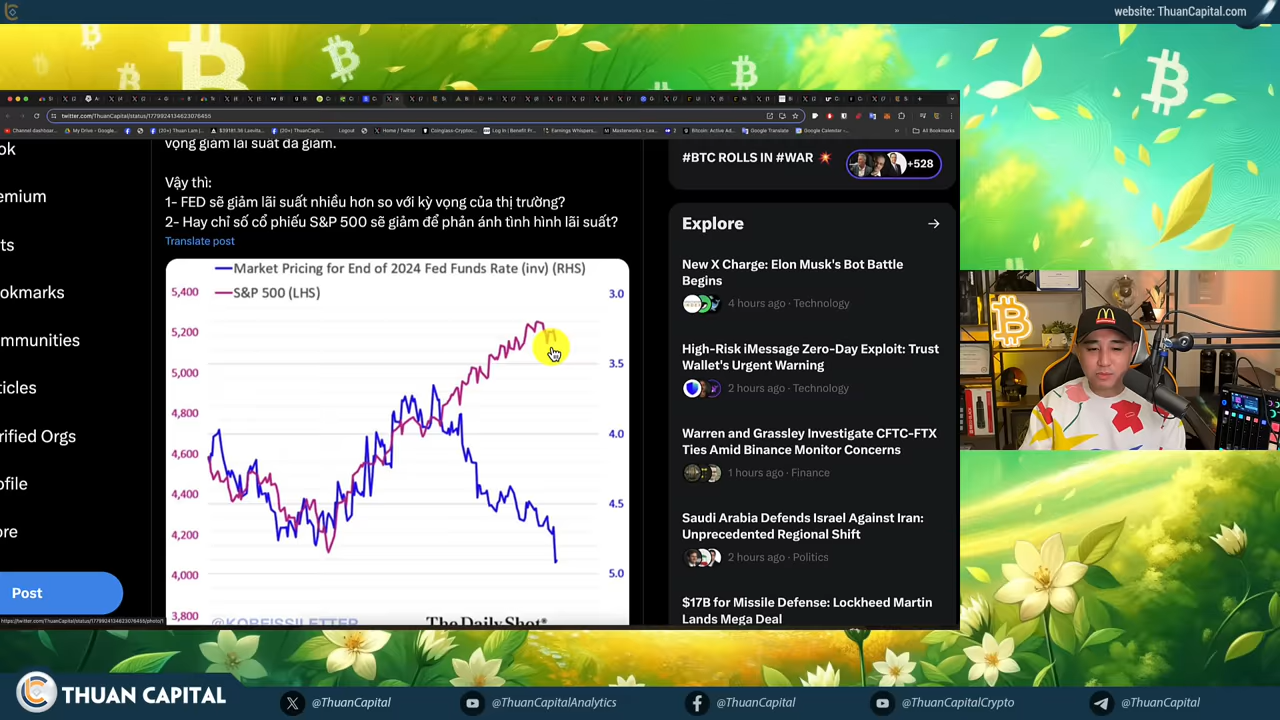 website: ThuanCapital.com
twitter.com/ThuanCapital/status/1779924134623076455
vọng giảm lãi suất đã giảm.
Vậy thì:
1- FED sẽ giảm lãi suất nhiều hơn so với kỳ vọng của thị trường?
2- Hay chỉ số cổ phiếu S&P 500 sẽ giảm để phản ánh tình hình lãi suất?
Translate post
Market Pricing for End of 2024 Fed Funds Rate (inv) (RHS)
S&P 500 (LHS)
5,400
5,200
5,000
4,800
4,600
4,400
4,200
4,000
3,800
3.0
3.5
4.0
4.5
5.0
@KOBEISSILETTER
The Daily Shot®
ok
emium
ts
okmarks
mmunities
ticles
rified Orgs
ofile
ore
Post
#BTC ROLLS IN #WAR
+528
Explore
New X Charge: Elon Musk's Bot Battle
Begins
4 hours ago · Technology
High-Risk iMessage Zero-Day Exploit: Trust
Wallet's Urgent Warning
2 hours ago · Technology
Warren and Grassley Investigate CFTC-FTX
Ties Amid Binance Monitor Concerns
1 hours ago · Finance
Saudi Arabia Defends Israel Against Iran:
Unprecedented Regional Shift
2 hours ago · Politics
$17B for Missile Defense: Lockheed Martin
Lands Mega Deal
THUAN CAPITAL
@ThuanCapital
@ThuanCapitalAnalytics
@ThuanCapital
@ThuanCapitalCrypto
@ThuanCapital